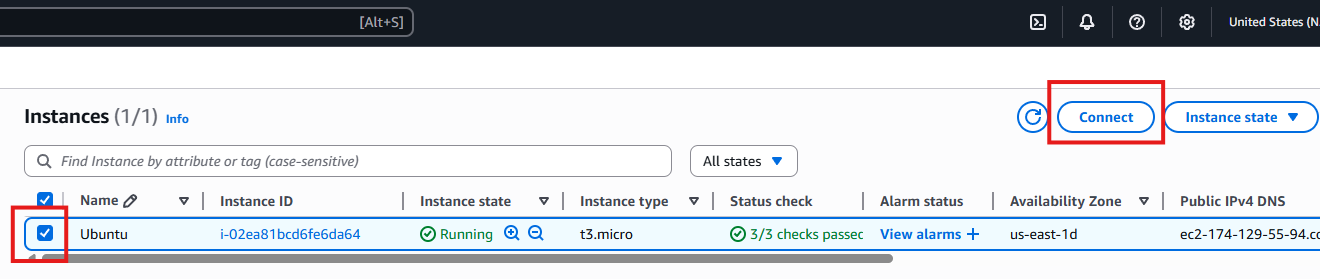 [Alt+S] United States (N.
Instances (1/1) Info Connect Instance state
Find Instance by attribute or tag (case-sensitive) All states
Name Instance ID Instance state Instance type Status check Alarm status Availability Zone Public IPv4 DNS
Ubuntu i-02ea81bcd6fe6da64 Running t3.micro 3/3 checks passed View alarms + us-east-1d ec2-174-129-55-94.co